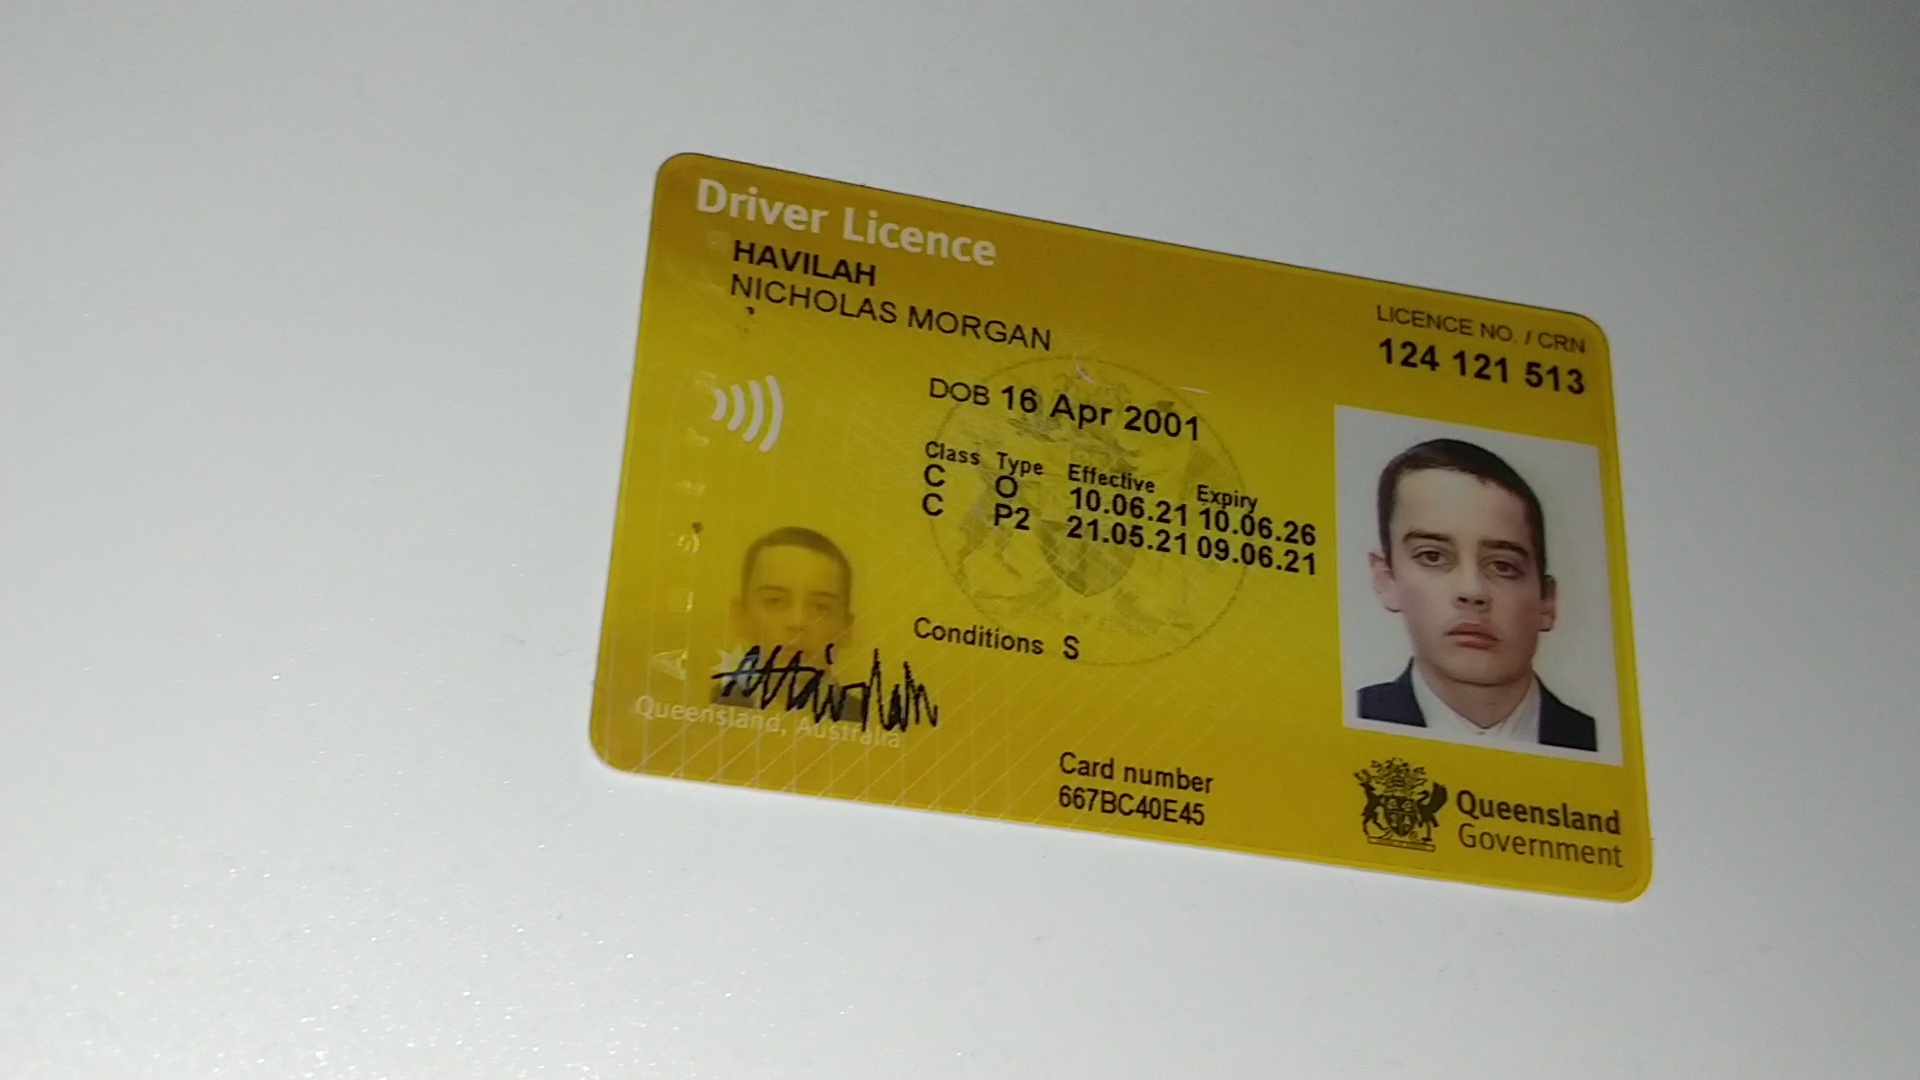 Driver Licence
HAVILAH
NICHOLAS MORGAN
LICENCE NO. / CRN
124 121 513
DOB 16 Apr 2001
Class Type Effective Expiry
C O 10.06.21 10.06.26
C P2 21.05.21 09.06.21
Conditions S
Queensland, Australia
Card number
667BC40E45
Queensland
Government